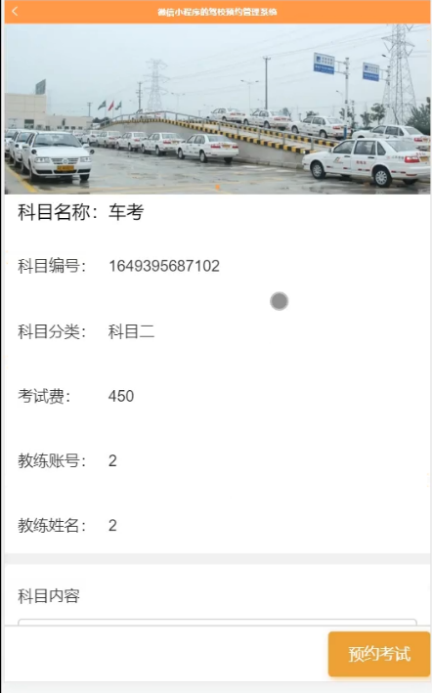 微信小程序的驾校预约管理系统
科目名称：车考
科目编号： 1649395687102
科目分类： 科目二
考试费： 450
教练账号： 2
教练姓名： 2
科目内容
预约考试